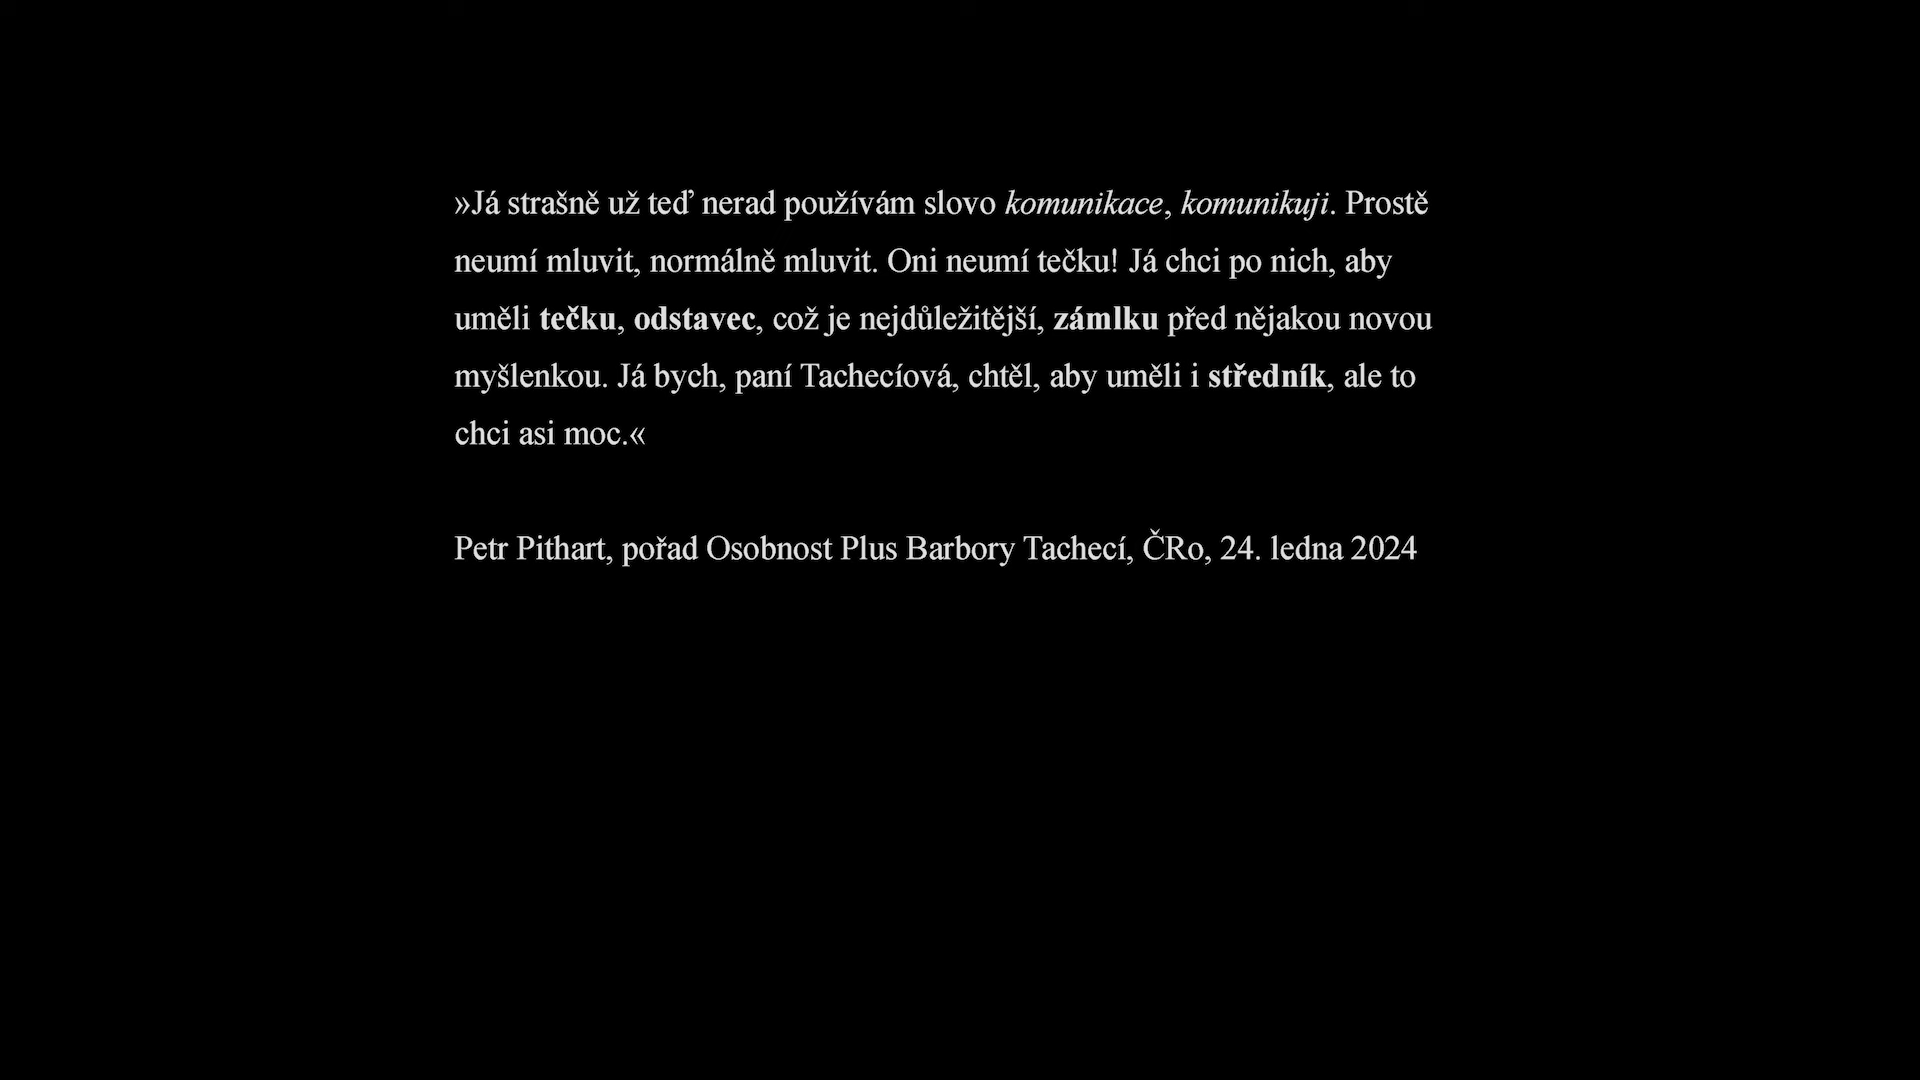 »Já strašně už teď nerad používám slovo komunikace, komunikuji. Prostě
neumí mluvit, normálně mluvit. Oni neumí tečku! Já chci po nich, aby
uměli tečku, odstavec, což je nejdůležitější, zámlku před nějakou novou
myšlenkou. Já bych, paní Tachecíová, chtěl, aby uměli i středník, ale to
chci asi moc.«
Petr Pithart, pořad Osobnost Plus Barbory Tachecí, ČRo, 24. ledna 2024